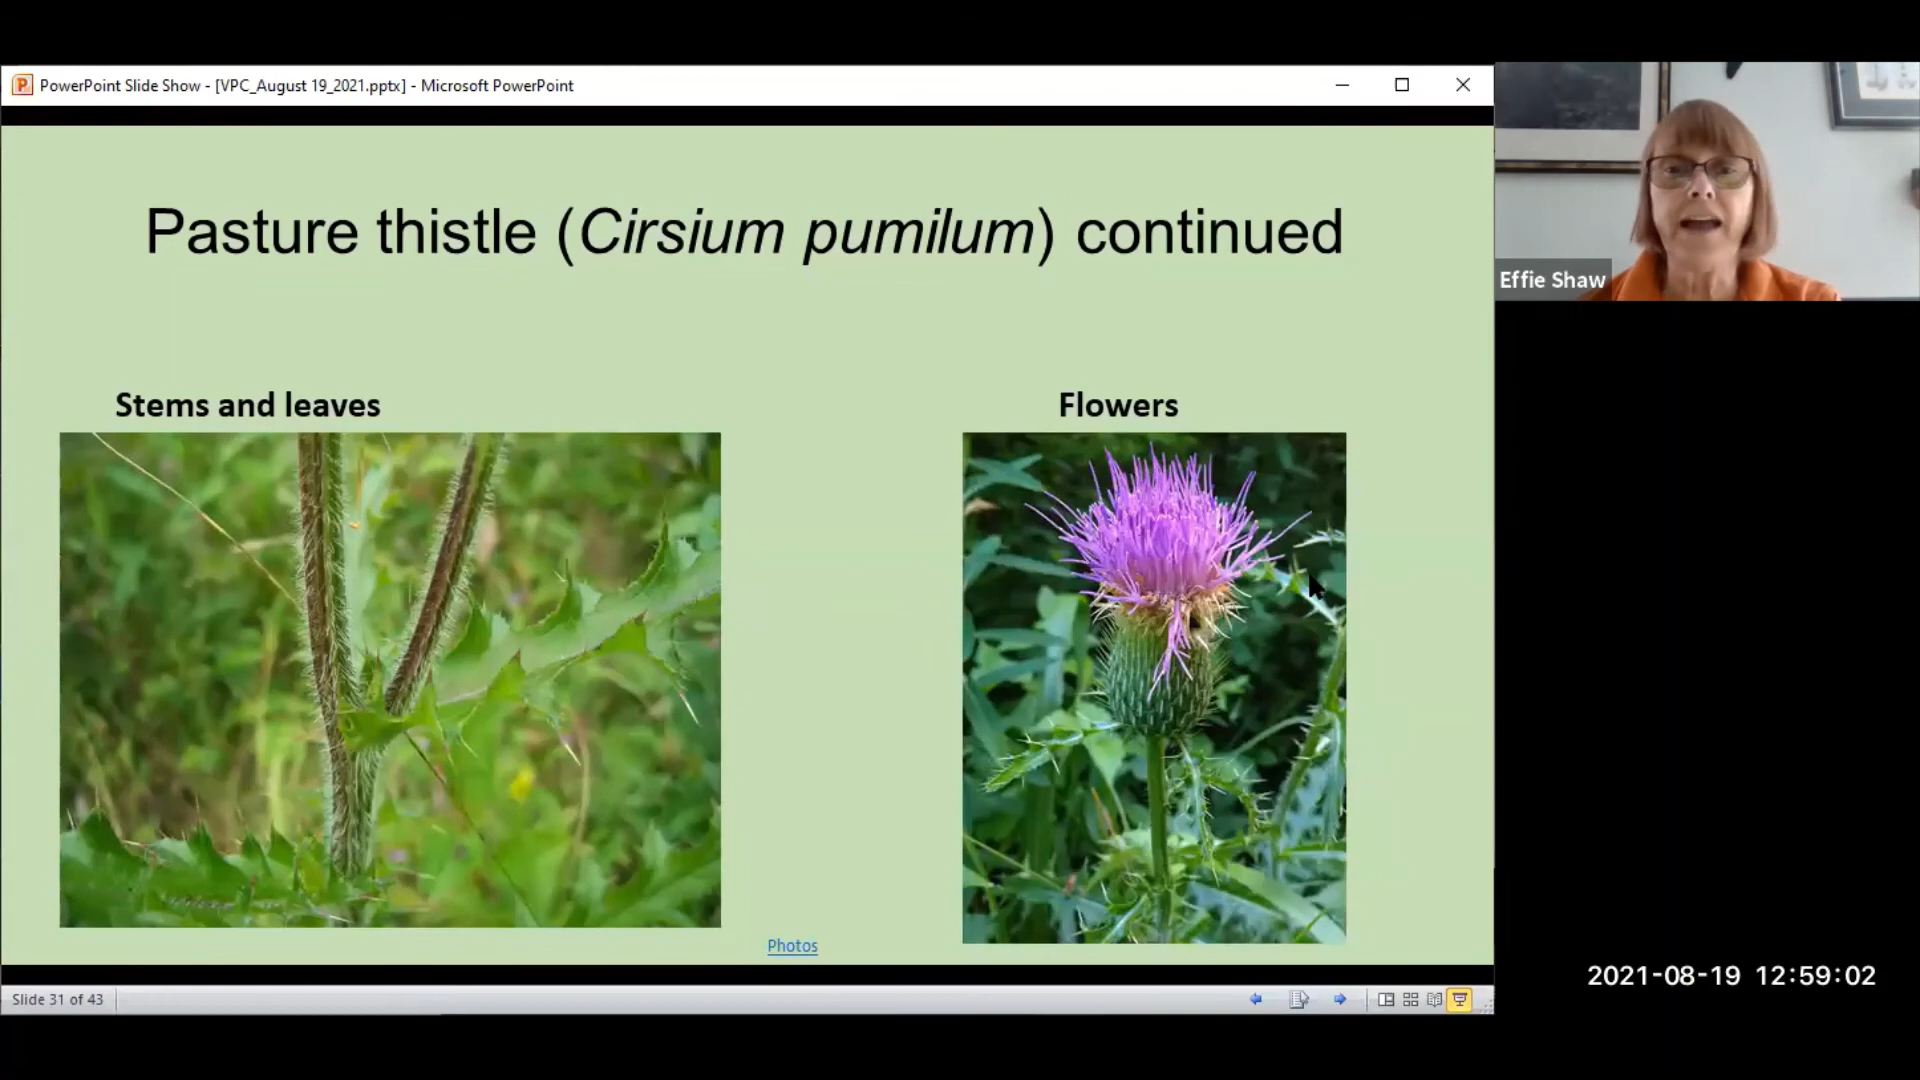 PowerPoint Slide Show - [VPC_August 19_2021.pptx] - Microsoft PowerPoint
Pasture thistle (Cirsium pumilum) continued
Effie Shaw
Stems and leaves
Flowers
Photos
2021-08-19 12:59:02
Slide 31 of 43